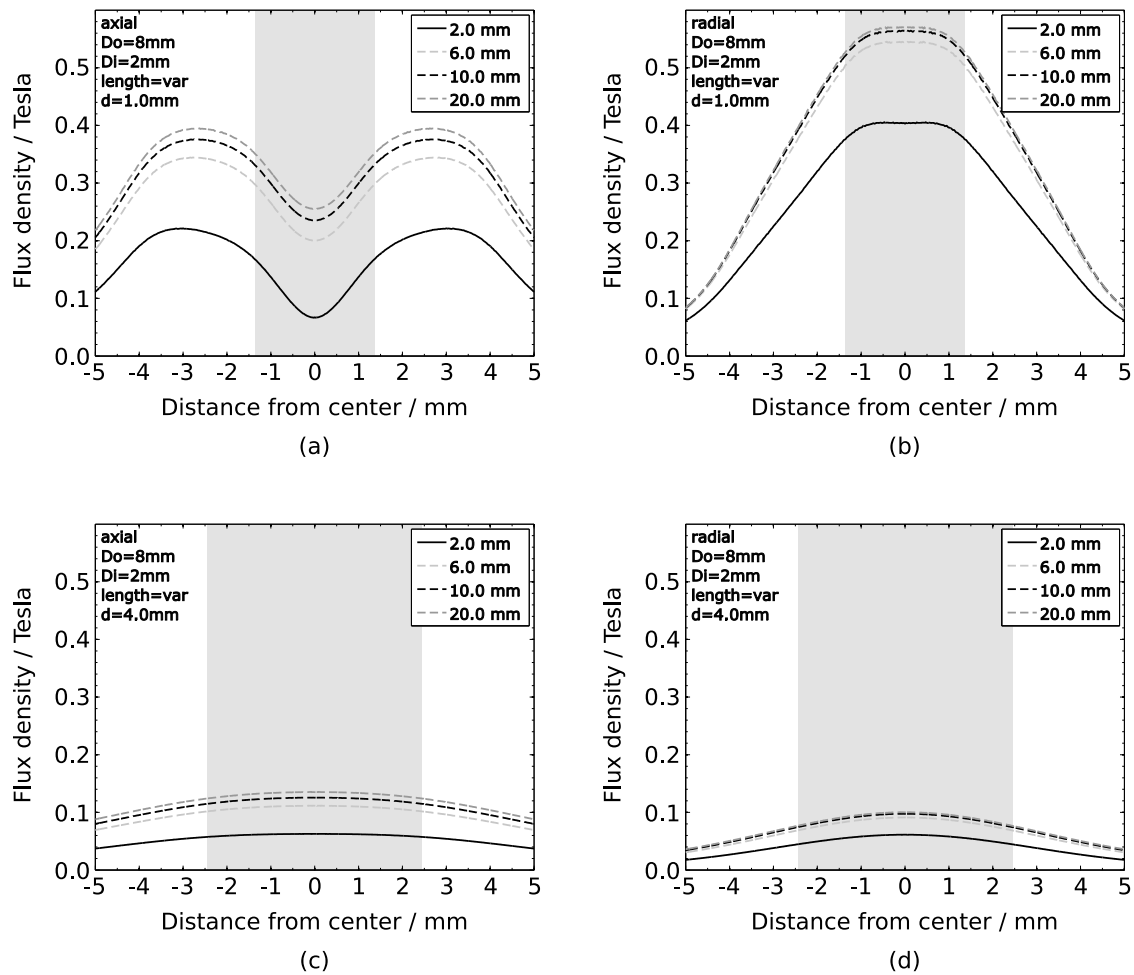 axial
Do=8mm
Di=2mm
length=var
d=1.0mm
2.0 mm
6.0 mm
10.0 mm
20.0 mm
Flux density / Tesla
0.5
0.4
0.3
0.2
0.1
0.0
-5 -4 -3 -2 -1 0 1 2 3 4 5
Distance from center / mm
(a)
radial
Do=8mm
Di=2mm
length=var
d=1.0mm
2.0 mm
6.0 mm
10.0 mm
20.0 mm
Flux density / Tesla
0.5
0.4
0.3
0.2
0.1
0.0
-5 -4 -3 -2 -1 0 1 2 3 4 5
Distance from center / mm
(b)
axial
Do=8mm
Di=2mm
length=var
d=4.0mm
2.0 mm
6.0 mm
10.0 mm
20.0 mm
Flux density / Tesla
0.5
0.4
0.3
0.2
0.1
0.0
-5 -4 -3 -2 -1 0 1 2 3 4 5
Distance from center / mm
(c)
radial
Do=8mm
Di=2mm
length=var
d=4.0mm
2.0 mm
6.0 mm
10.0 mm
20.0 mm
Flux density / Tesla
0.5
0.4
0.3
0.2
0.1
0.0
-5 -4 -3 -2 -1 0 1 2 3 4 5
Distance from center / mm
(d)